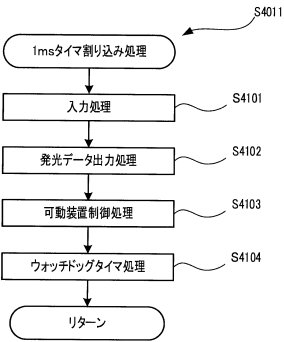 S4011
1msタイマ割り込み処理
入力処理
S4101
発光データ出力処理
S4102
可動装置制御処理
S4103
ウォッチドッグタイマ処理
S4104
リターン